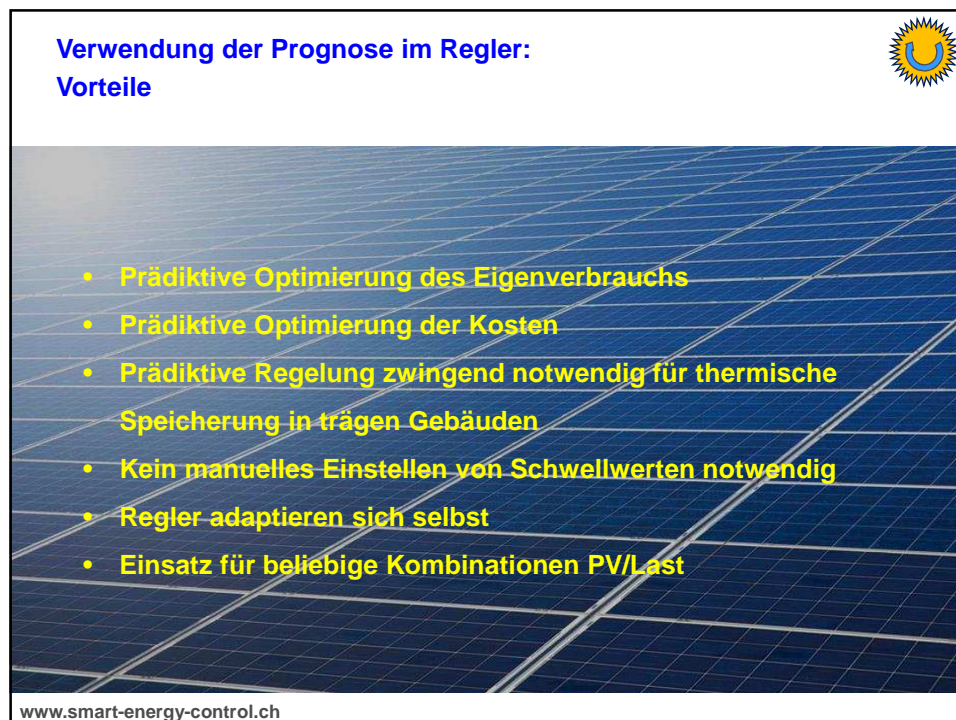 Verwendung der Prognose im Regler:
Vorteile
• Prädiktive Optimierung des Eigenverbrauchs
• Prädiktive Optimierung der Kosten
• Prädiktive Regelung zwingend notwendig für thermische
Speicherung in trägen Gebäuden
• Kein manuelles Einstellen von Schwellwerten notwendig
• Regler adaptieren sich selbst
• Einsatz für beliebige Kombinationen PV/Last
www.smart-energy-control.ch